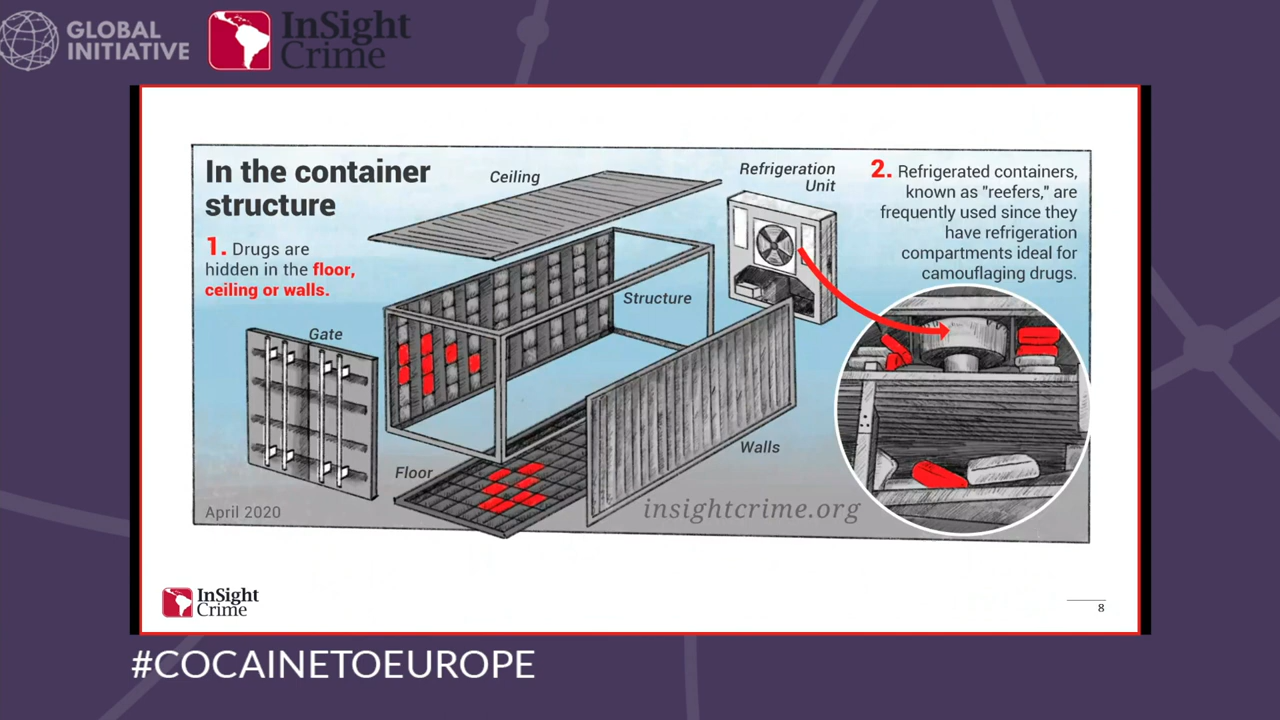 GLOBAL
INITIATIVE
InSight
Crime
In the container
structure
1. Drugs are
hidden in the floor,
ceiling or walls.
Ceiling
Refrigeration
Unit
2. Refrigerated containers,
known as "reefers," are
frequently used since they
have refrigeration
compartments ideal for
camouflaging drugs.
Structure
Gate
Walls
Floor
April 2020
insightcrime.org
InSight
Crime
8
#COCAINETOEUROPE